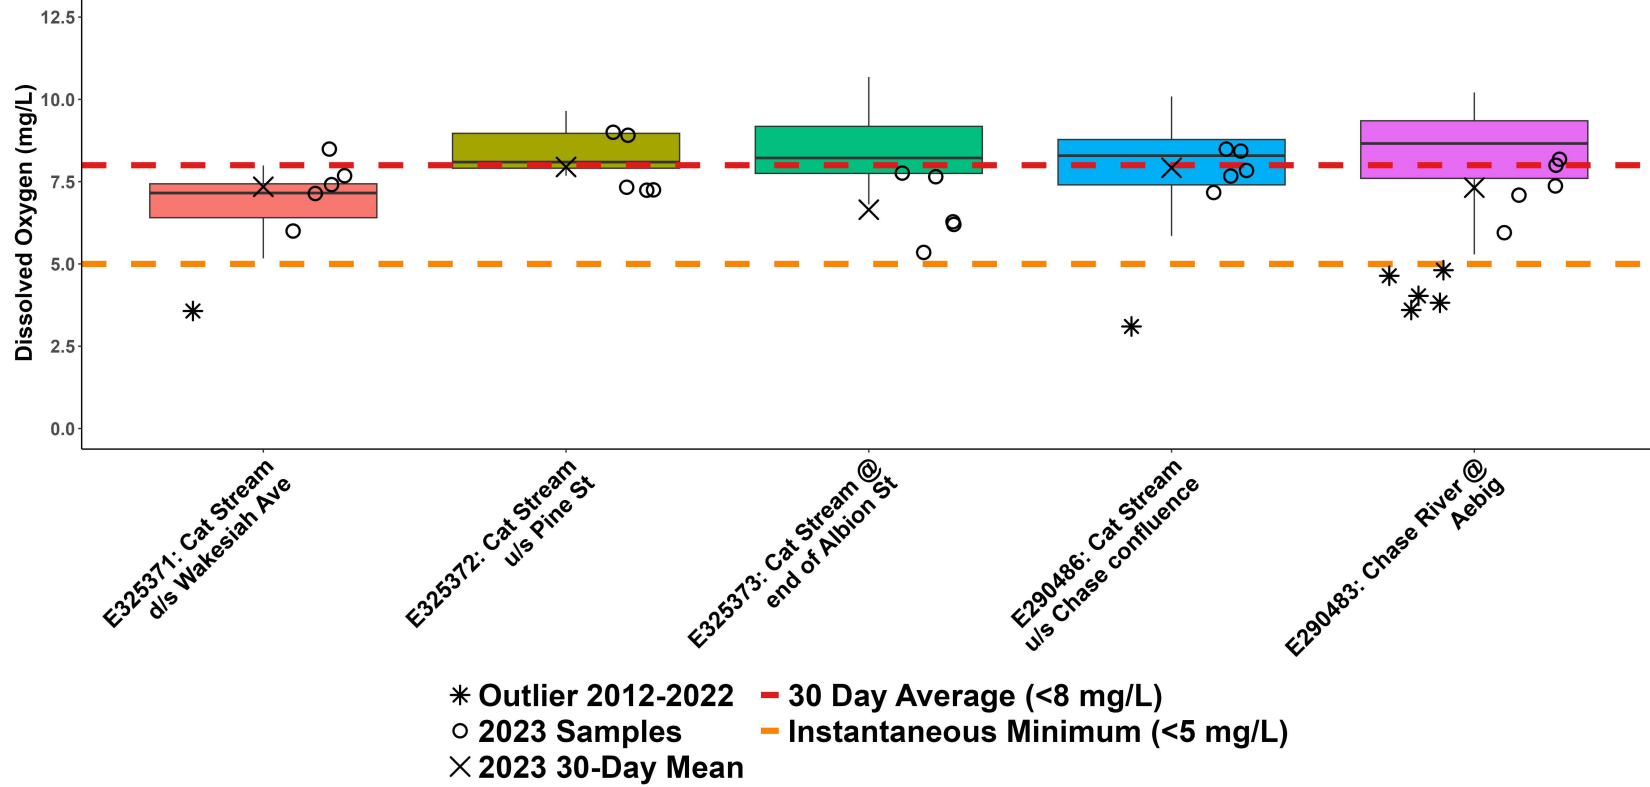 12.5
10.0
7.5
5.0
2.5
0.0
Dissolved Oxygen (mg/L)
E325371: Cat Stream
d/s Wakesiah Ave
E325372: Cat Stream
u/s Pine St
E325373: Cat Stream @
end of Albion St
E290486: Cat Stream
u/s Chase confluence
E290483: Chase River @
Aebig
Outlier 2012-2022
2023 Samples
2023 30-Day Mean
30 Day Average (<8 mg/L)
Instantaneous Minimum (<5 mg/L)